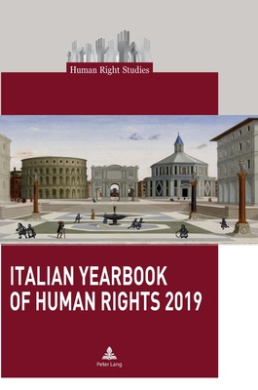 Human Right Studies
ITALIAN YEARBOOK
OF HUMAN RIGHTS 2019
Peter Lang